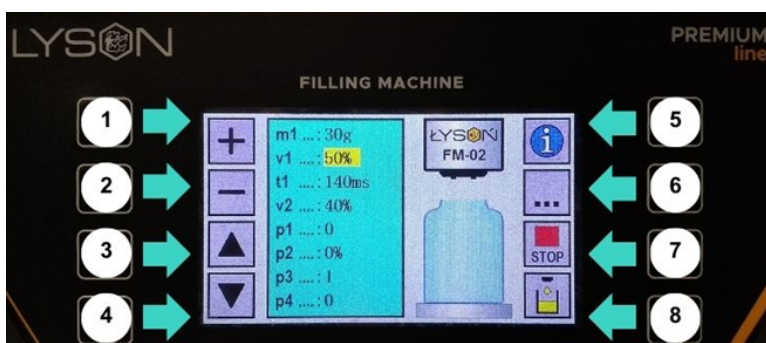 LYSON
PREMIUM
line
FILLING MACHINE
1
2
3
4
+
−
m1 ...: 30g
v1 ....: 50%
t1 ....: 140ms
v2 ....: 40%
p1 ....: 0
p2 ....: 0%
p3 ....: 1
p4 ....: 0
ŁYSON
FM-02
i
...
STOP
5
6
7
8